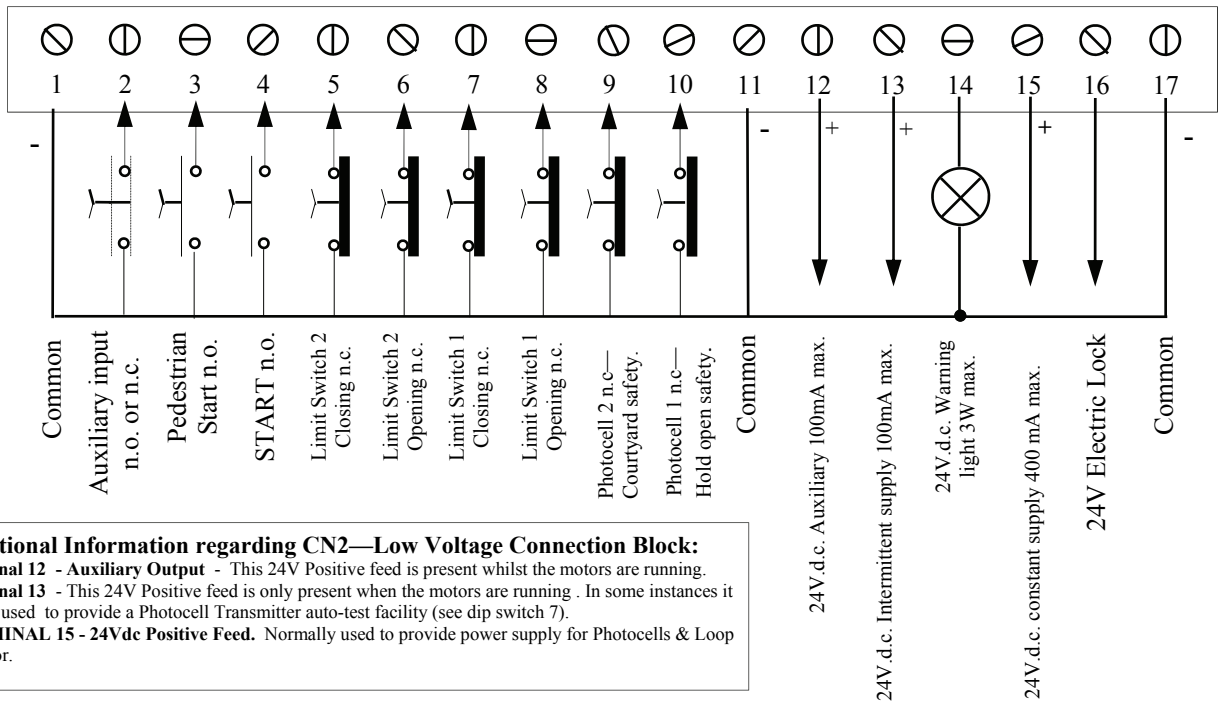 1 2 3 4 5 6 7 8 9 10 11 12 13 14 15 16 17
- - + + + -
Common
Auxiliary input
n.o. or n.c.
Pedestrian
Start n.o.
START n.o.
Limit Switch 2
Closing n.c.
Limit Switch 2
Opening n.c.
Limit Switch 1
Closing n.c.
Limit Switch 1
Opening n.c.
Photocell 2 n.c—
Courtyard safety.
Photocell 1 n.c—
Hold open safety.
Common
24V.d.c. Auxiliary 100mA max.
24V.d.c. Intermittent supply 100mA max.
24V.d.c. Warning
light 3W max.
24V.d.c. constant supply 400 mA max.
24V Electric Lock
Common
tional Information regarding CN2—Low Voltage Connection Block:
nal 12 - Auxiliary Output - This 24V Positive feed is present whilst the motors are running.
nal 13 - This 24V Positive feed is only present when the motors are running . In some instances it
used to provide a Photocell Transmitter auto-test facility (see dip switch 7).
MINAL 15 - 24Vdc Positive Feed. Normally used to provide power supply for Photocells & Loop
or.